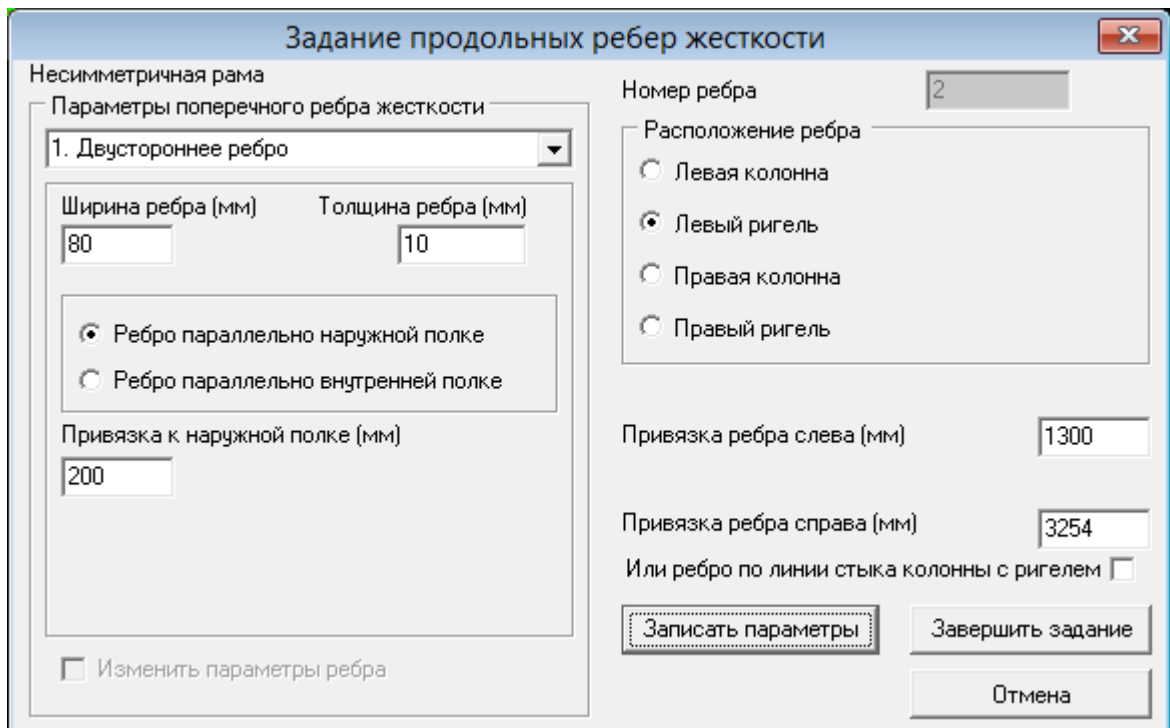 Задание продольных ребер жесткости
Несимметричная рама
Параметры поперечного ребра жесткости
1. Двустороннее ребро
Ширина ребра (мм) Толщина ребра (мм)
80 10
Ребро параллельно наружной полке
Ребро параллельно внутренней полке
Привязка к наружной полке (мм)
200
Изменить параметры ребра
Номер ребра 2
Расположение ребра
Левая колонна
Левый ригель
Правая колонна
Правый ригель
Привязка ребра слева (мм) 1300
Привязка ребра справа (мм) 3254
Или ребро по линии стыка колонны с ригелем
Записать параметры Завершить задание
Отмена